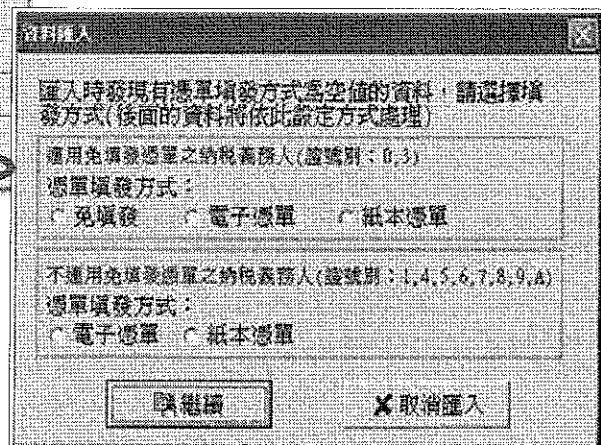 資料匯入
匯入時發現有憑單填發方式為空值的資料，請選擇填
發方式(後面的資料將依此設定方式處理)
適用免填發憑單之納稅義務人(證號別：0,3)
憑單填發方式：
免填發 電子憑單 紙本憑單
不適用免填發憑單之納稅義務人(證號別：1,4,5,6,7,8,9,A)
憑單填發方式：
電子憑單 紙本憑單
繼續 取消匯入